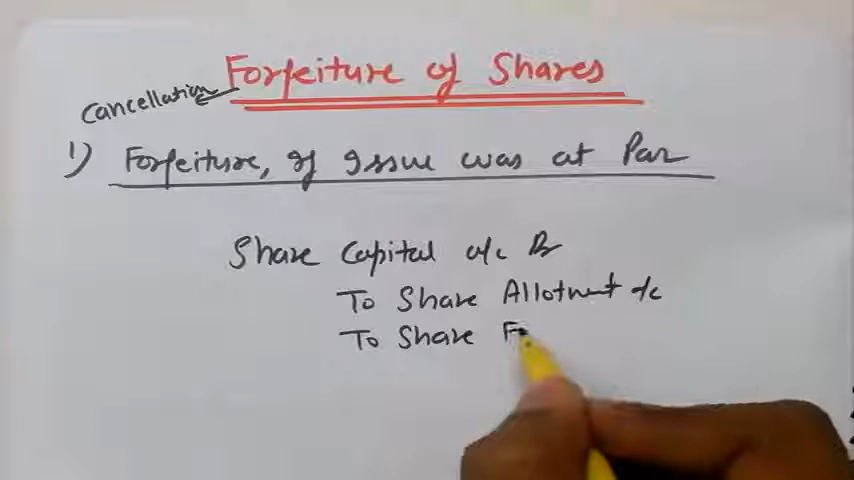 Forfeiture of Shares
Cancellation
1) Forfeiture, If Issue was at Par
Share Capital a/c Dr
To Share Allotment a/c
To Share F